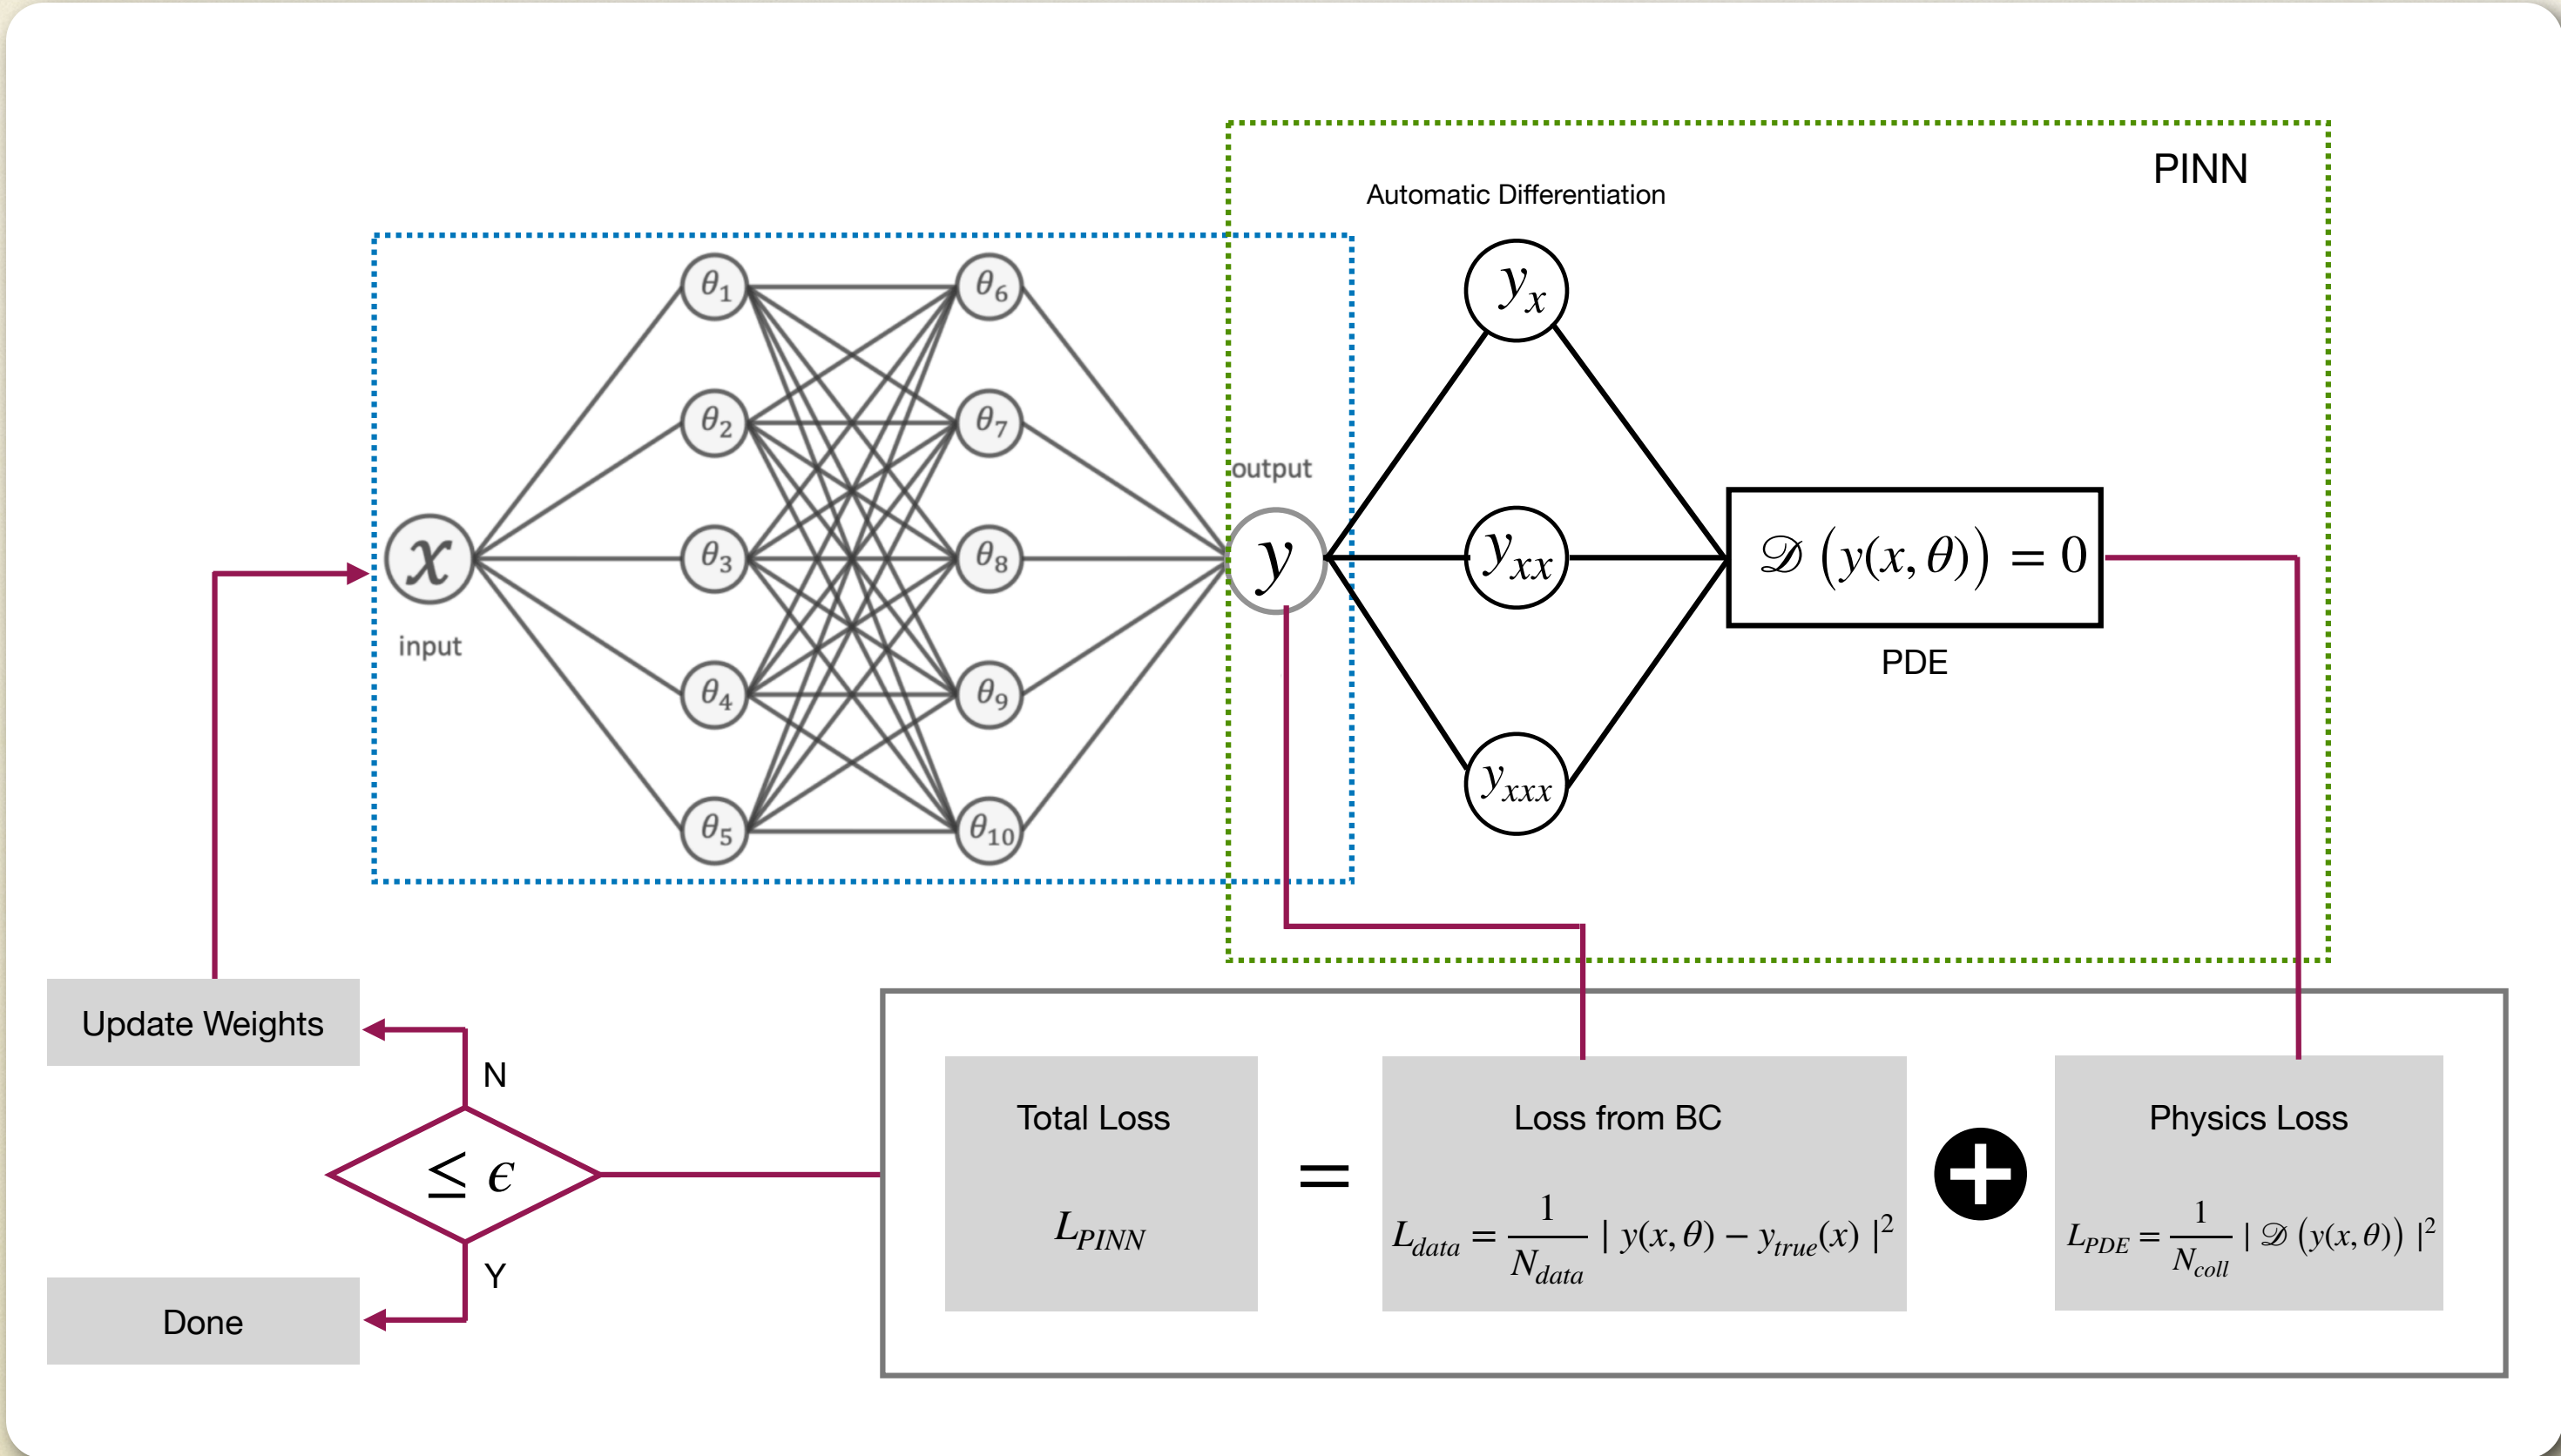 PINN
Automatic Differentiation
θ₁
θ₆
y_x
θ₂
θ₇
output
x
θ₃
θ₈
y
y_xx
𝒟 (y(x, θ)) = 0
input
PDE
θ₄
θ₉
y_xxx
θ₅
θ₁₀
Update Weights
N
≤ ϵ
Y
Done
Total Loss
L_PINN
=
Loss from BC
L_data = 1/N_data | y(x, θ) − y_true(x) |²
+
Physics Loss
L_PDE = 1/N_coll | 𝒟 (y(x, θ)) |²